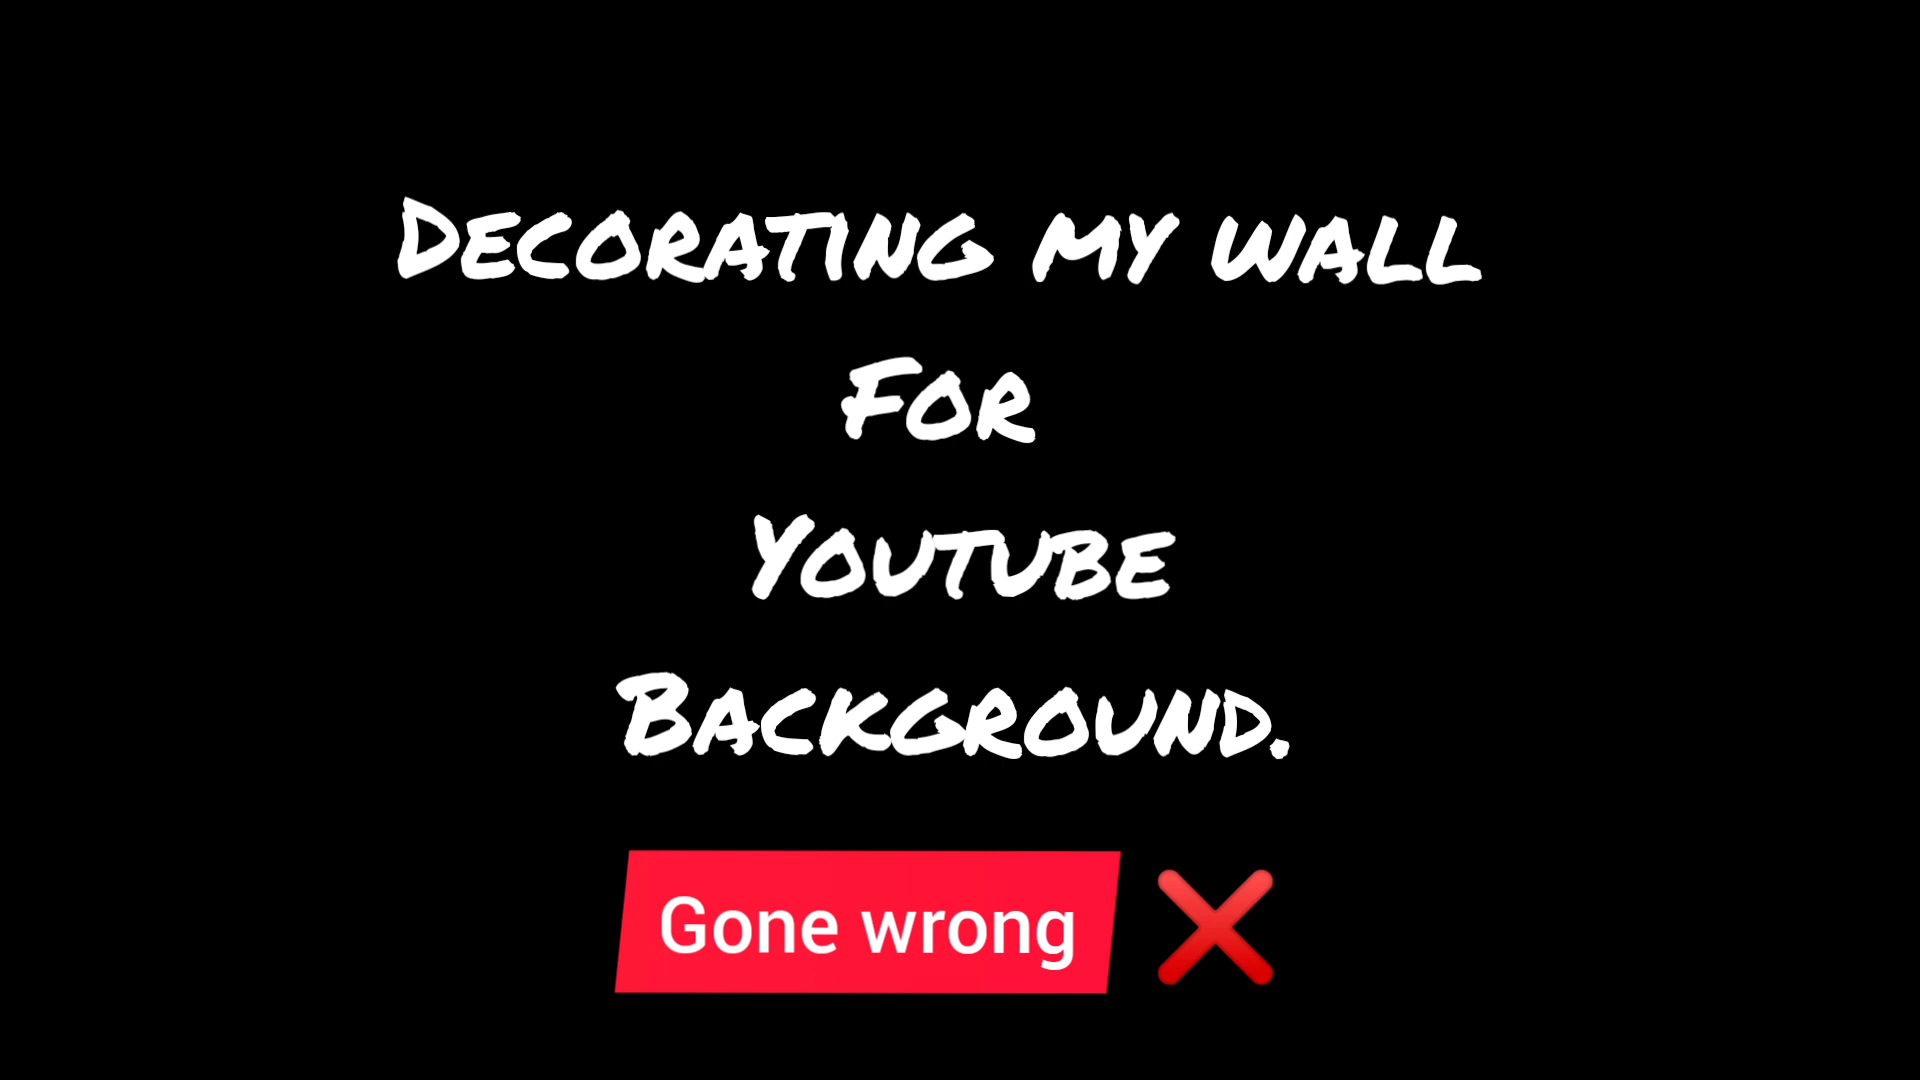 Decorating my wall
For
Youtube
Background.
Gone wrong ❌